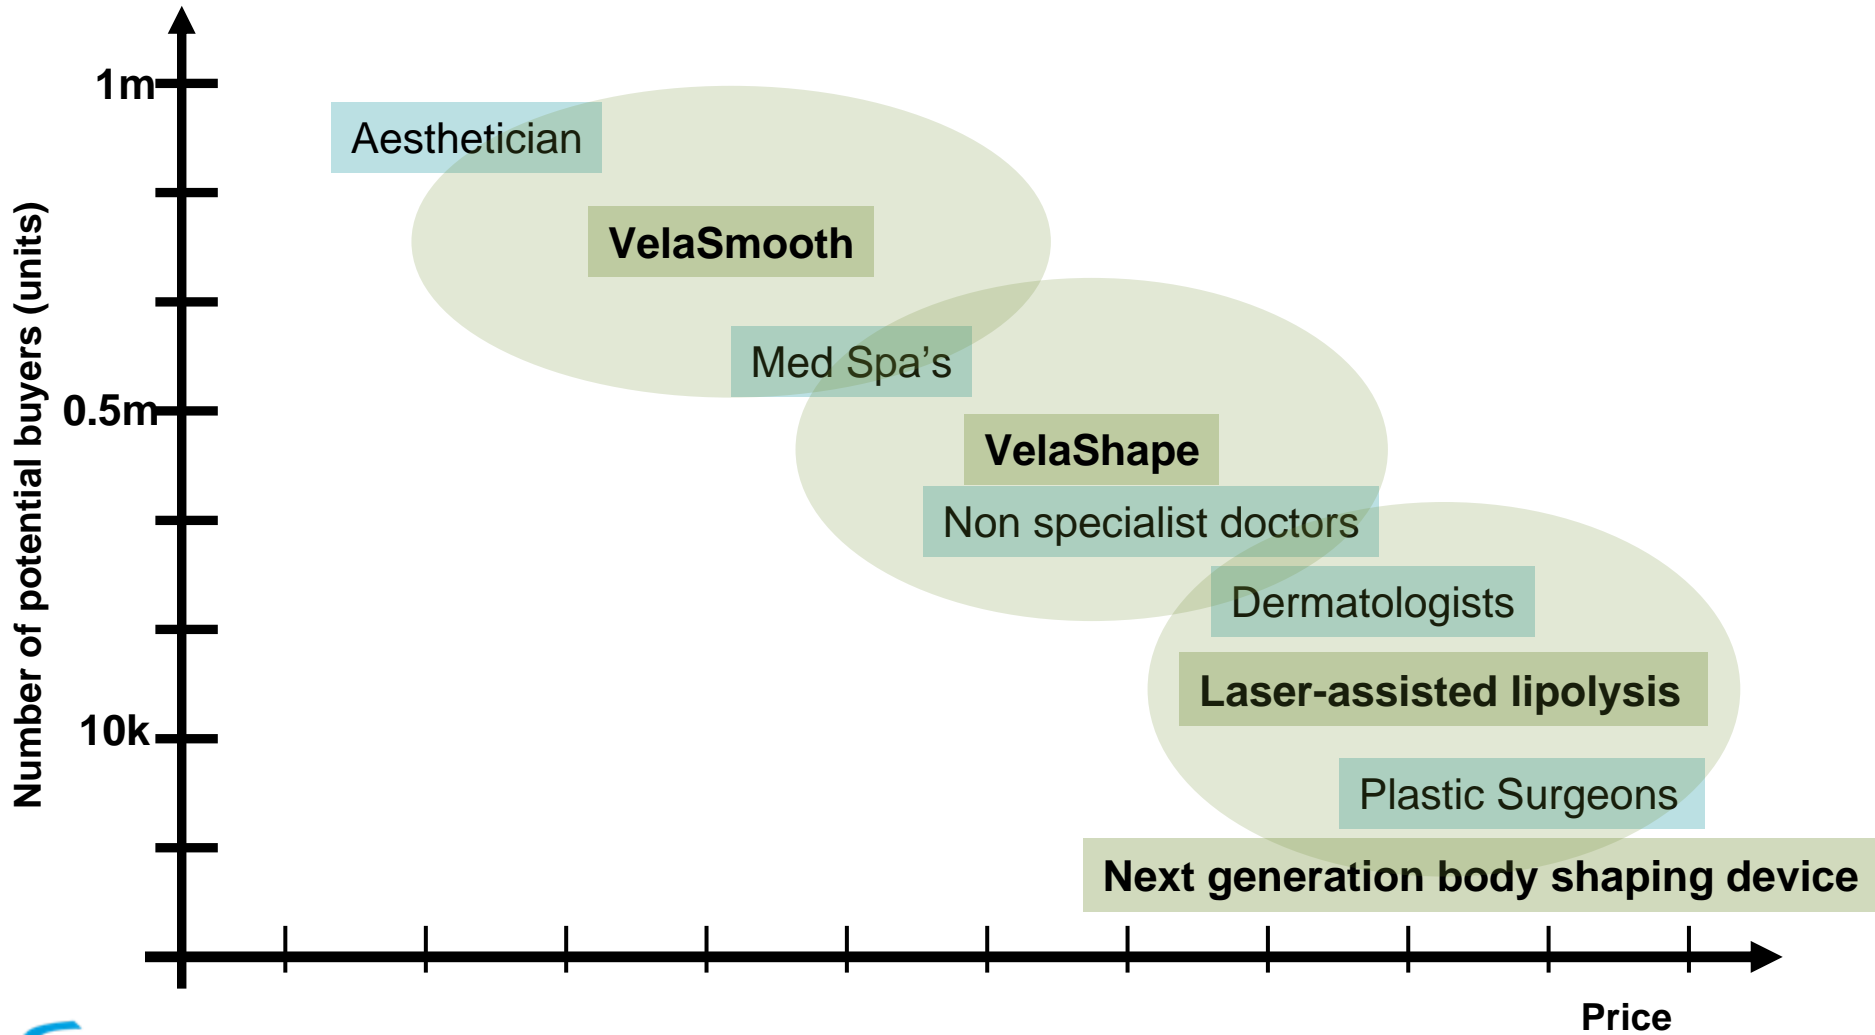 1m
Aesthetician
VelaSmooth
Med Spa’s
0.5m
VelaShape
Non specialist doctors
Dermatologists
Laser-assisted lipolysis
10k
Plastic Surgeons
Next generation body shaping device
Number of potential buyers (units)
Price